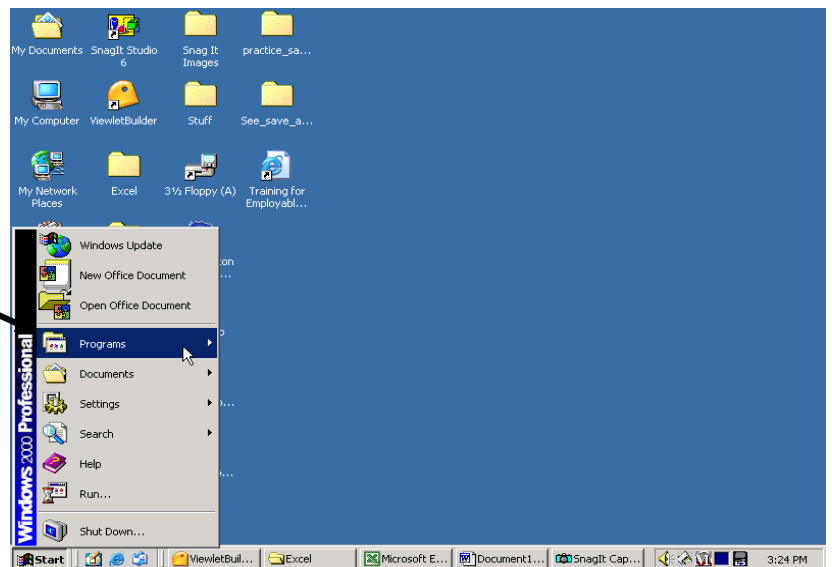 My Documents
SnagIt Studio
6
Snag It
Images
practice_sa...
My Computer
ViewletBuilder
Stuff
See_save_a...
My Network
Places
Excel
3½ Floppy (A)
Training for
Employabl...
Windows Update
New Office Document
Open Office Document
Programs
Documents
Settings
Search
Help
Run...
Shut Down...
Windows 2000 Professional
Start
ViewletBuil...
Excel
Microsoft E...
Document1...
SnagIt Cap...
3:24 PM